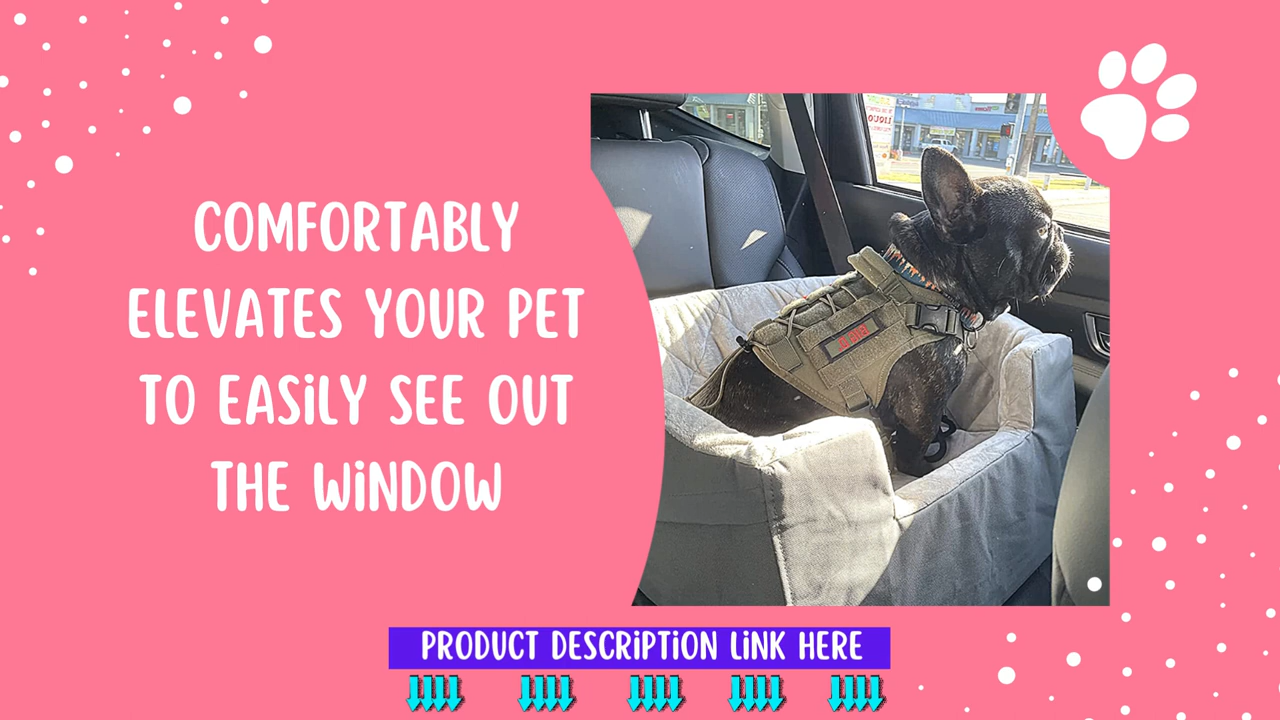 COMFORTABLY
ELEVATES YOUR PET
TO EASiLY SEE OUT
THE WiNDOW
PRODUCT DESCRiPTiON LiNK HERE